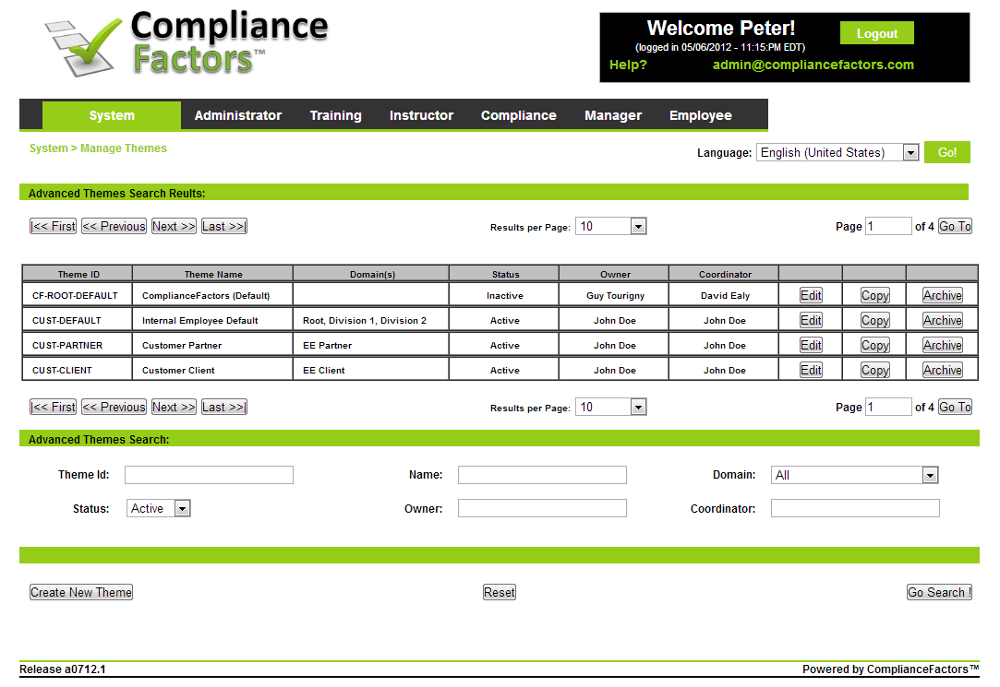 Compliance
Factors™
Welcome Peter!
Logout
(logged in 05/06/2012 - 11:15:PM EDT)
Help? admin@compliancefactors.com
System Administrator Training Instructor Compliance Manager Employee
System > Manage Themes
Language: English (United States) Go!
Advanced Themes Search Reults:
|<< First << Previous Next >> Last >>| Results per Page: 10 Page 1 of 4 Go To
Theme ID Theme Name Domain(s) Status Owner Coordinator
CF-ROOT-DEFAULT ComplianceFactors (Default) Inactive Guy Tourigny David Ealy Edit Copy Archive
CUST-DEFAULT Internal Employee Default Root, Division 1, Division 2 Active John Doe John Doe Edit Copy Archive
CUST-PARTNER Customer Partner EE Partner Active John Doe John Doe Edit Copy Archive
CUST-CLIENT Customer Client EE Client Active John Doe John Doe Edit Copy Archive
|<< First << Previous Next >> Last >>| Results per Page: 10 Page 1 of 4 Go To
Advanced Themes Search:
Theme Id: Name: Domain: All
Status: Active Owner: Coordinator:
Create New Theme Reset Go Search !
Release a0712.1 Powered by ComplianceFactors™